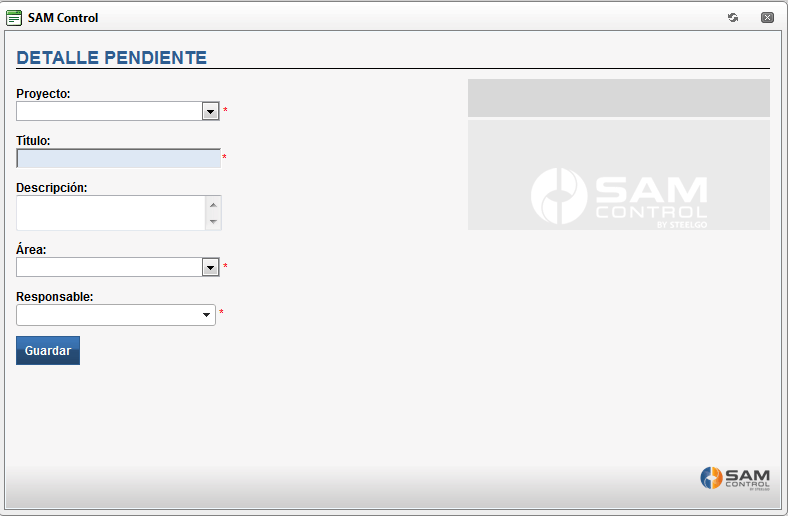 SAM Control
DETALLE PENDIENTE
Proyecto:
*
Título:
*
Descripción:
Área:
*
Responsable:
*
Guardar
SAM
CONTROL
BY STEELGO
SAM
CONTROL
BY STEELGO